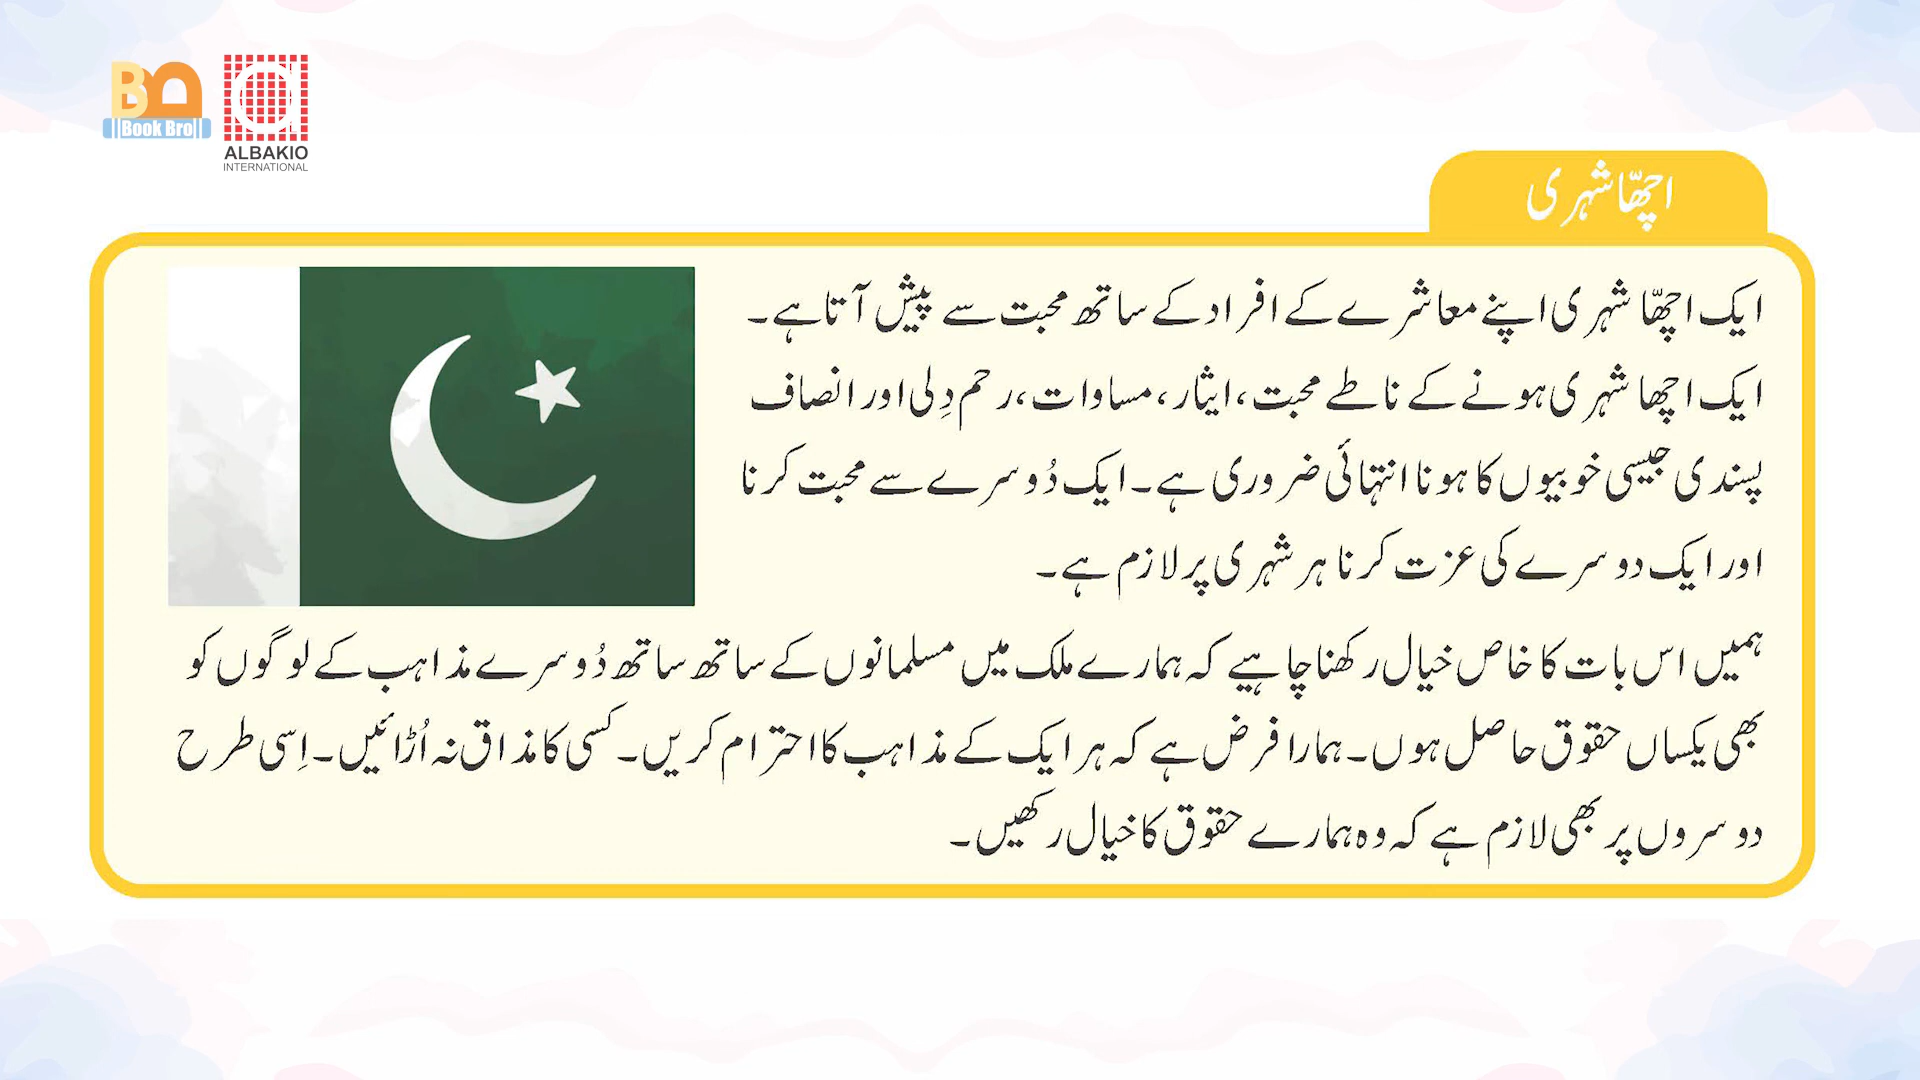 BD
Book Bro
ALBAKIO
INTERNATIONAL
اچھّا شہری
ایک اچھّا شہری اپنے معاشرے کے افراد کے ساتھ محبت سے پیش آتا ہے۔
ایک اچھا شہری ہونے کے ناطے محبت، ایثار، مساوات، رحم دِلی اور انصاف
پسندی جیسی خوبیوں کا ہونا انتہائی ضروری ہے۔ ایک دُوسرے سے محبت کرنا
اور ایک دوسرے کی عزت کرنا ہر شہری پر لازم ہے۔
ہمیں اس بات کا خاص خیال رکھنا چاہیے کہ ہمارے ملک میں مسلمانوں کے ساتھ ساتھ دُوسرے مذاہب کے لوگوں کو
بھی یکساں حقوق حاصل ہوں۔ ہمارا فرض ہے کہ ہر ایک کے مذاہب کا احترام کریں۔ کسی کا مذاق نہ اُڑائیں۔ اِسی طرح
دوسروں پر بھی لازم ہے کہ وہ ہمارے حقوق کا خیال رکھیں۔